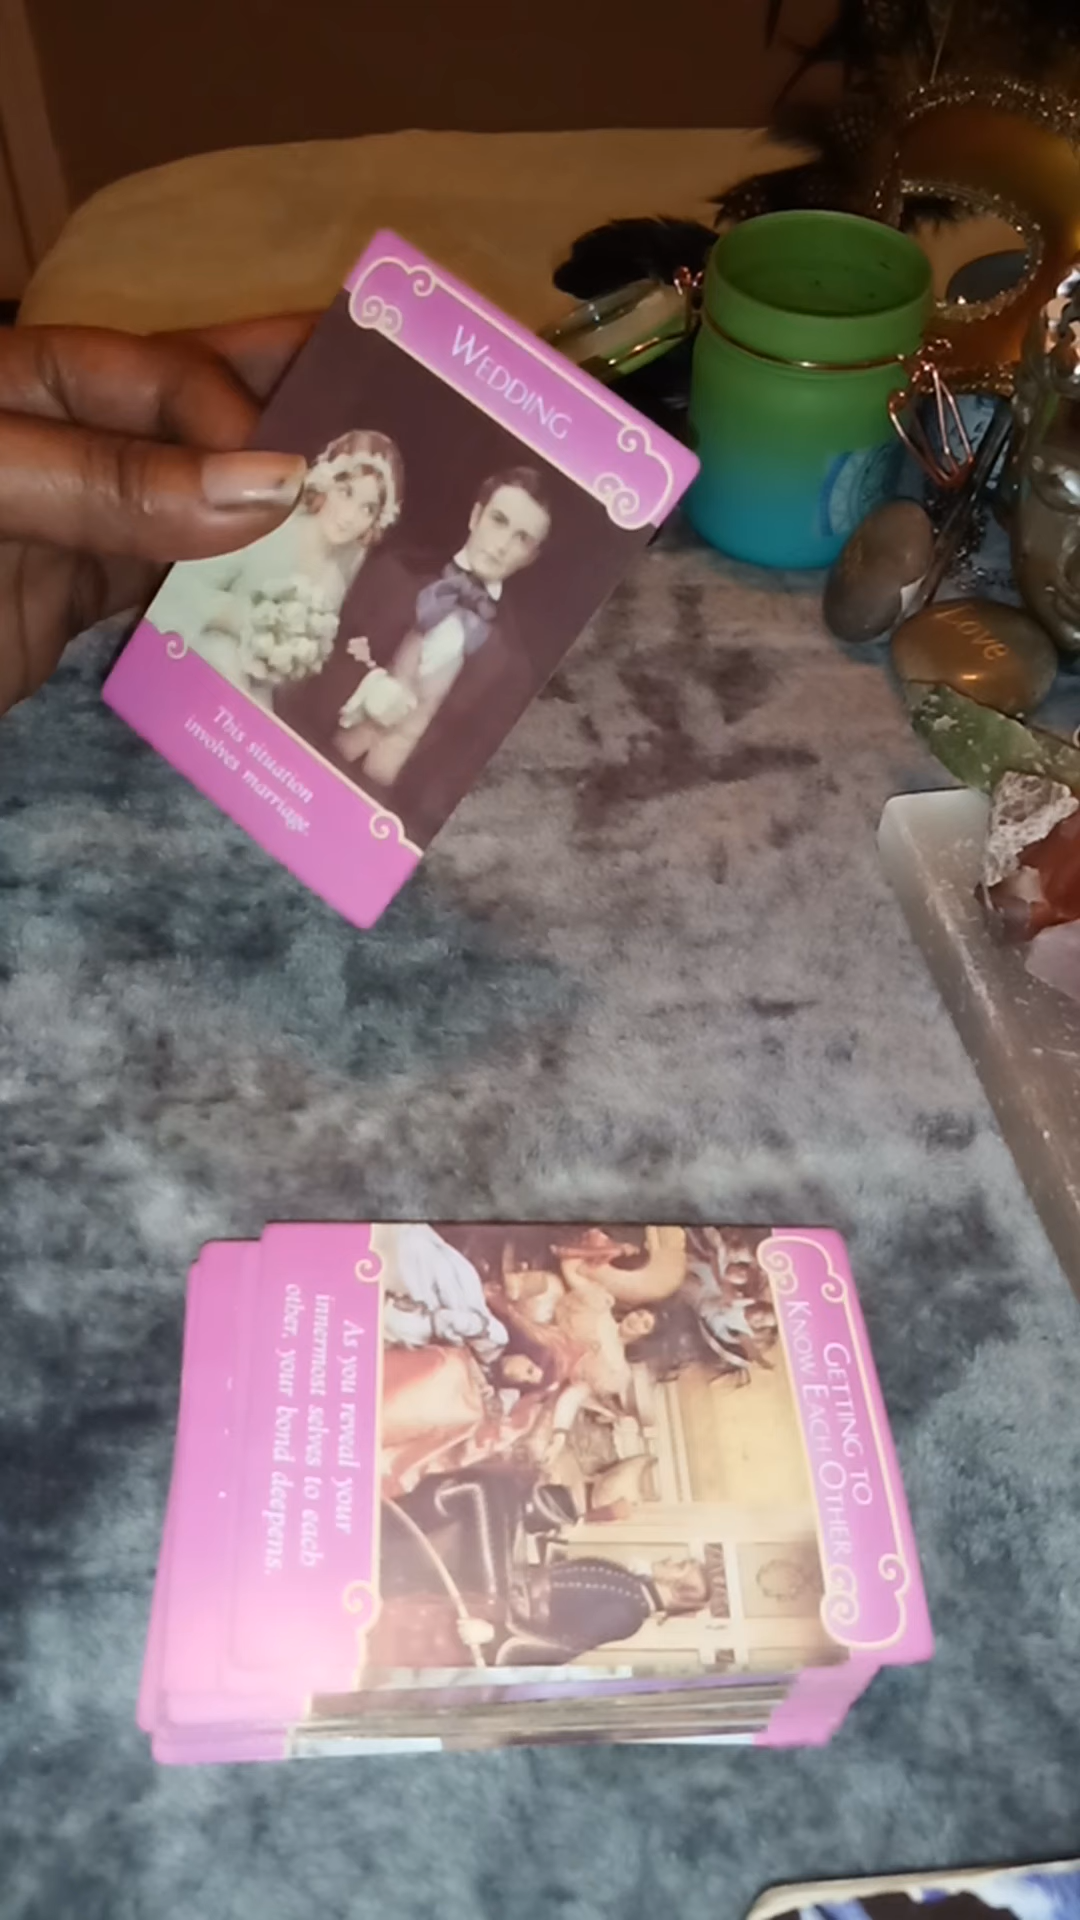 WEDDING
This situation
involves marriage.
Love
GETTING TO
KNOW EACH OTHER
As you reveal your
innermost selves to each
other, your bond deepens.